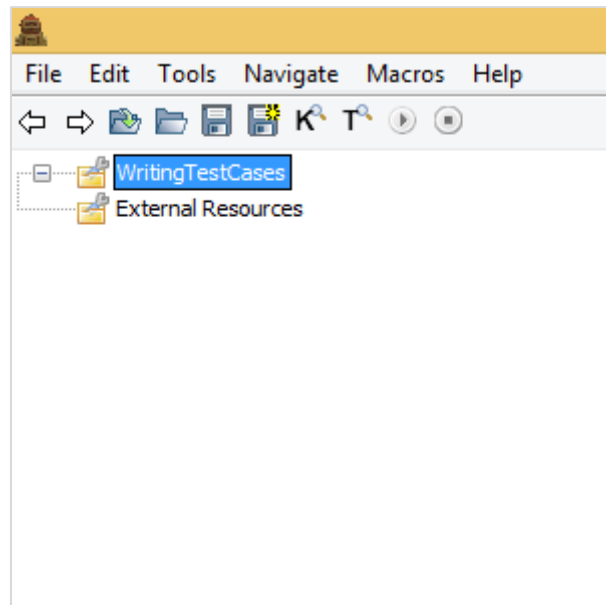 File Edit Tools Navigate Macros Help
K T
WritingTestCases
External Resources